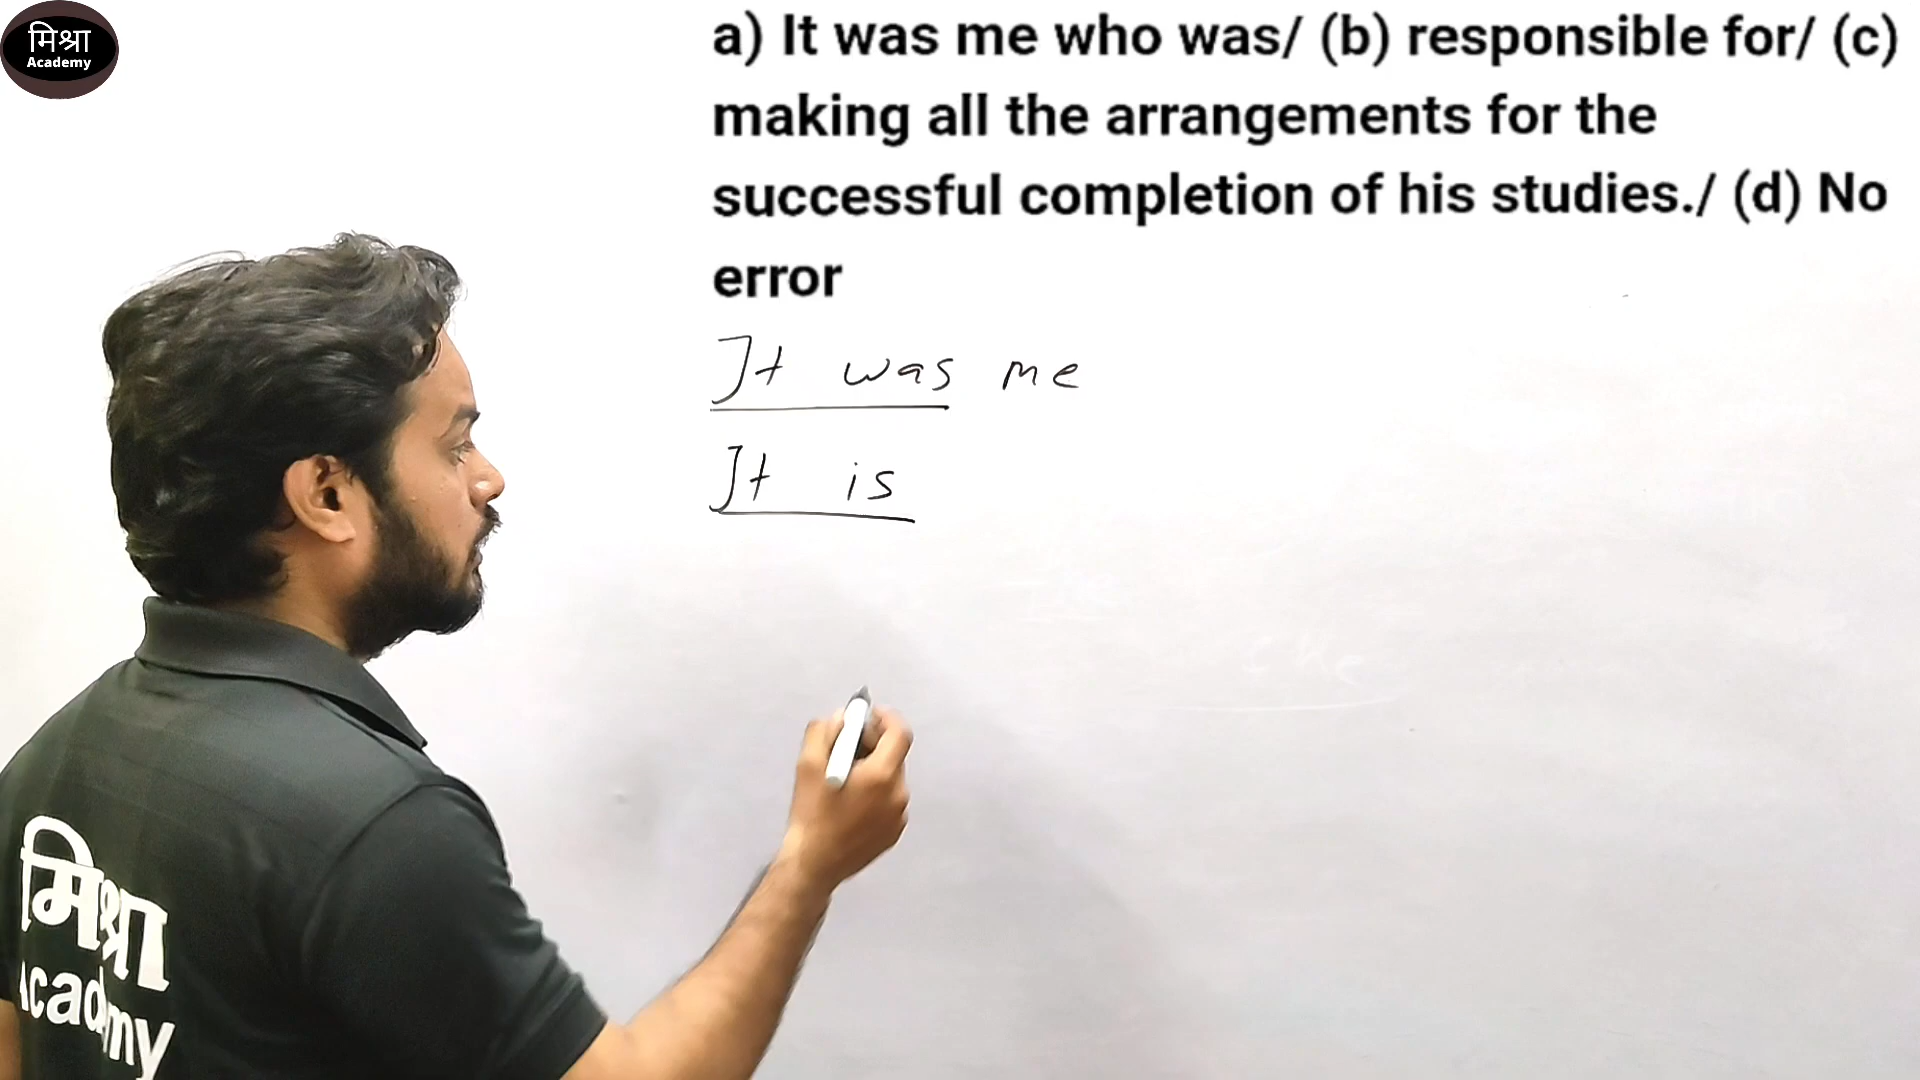 मिश्रा
Academy
a) It was me who was/ (b) responsible for/ (c)
making all the arrangements for the
successful completion of his studies./ (d) No
error
It was me
It is
मिश्रा
Academy